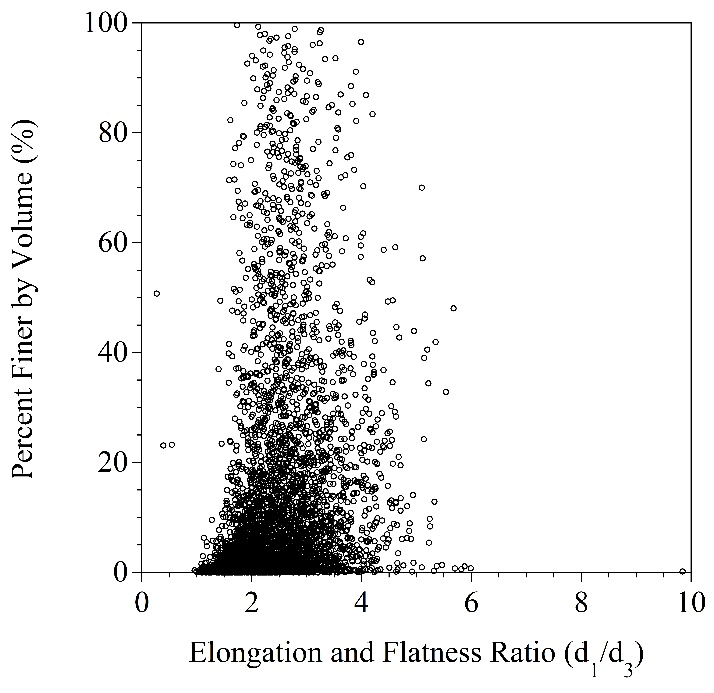 100
80
60
40
20
0
0 2 4 6 8 10
Percent Finer by Volume (%)
Elongation and Flatness Ratio (d1/d3)